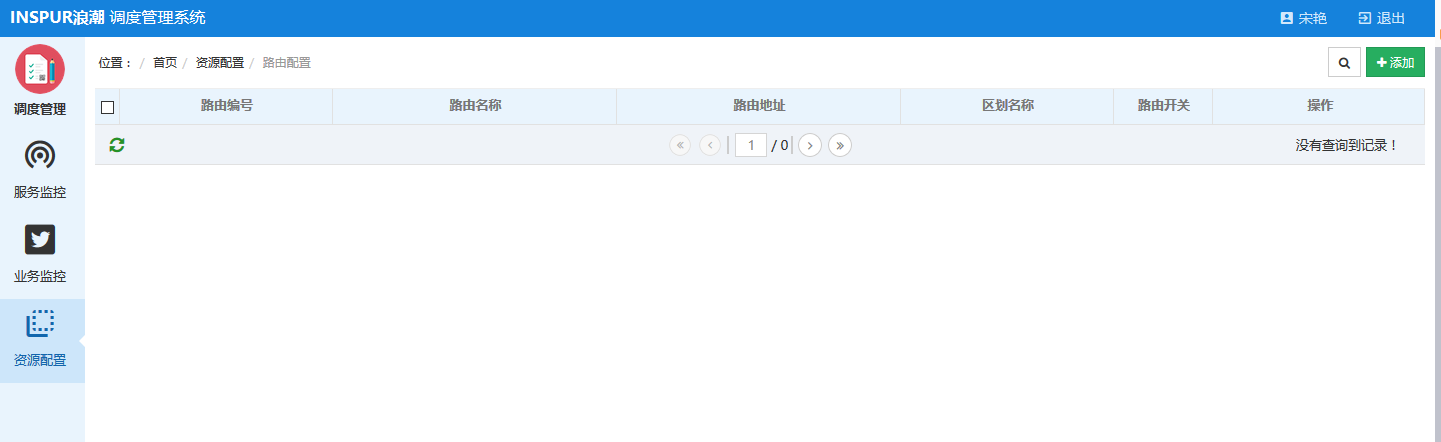 INSPUR浪潮 调度管理系统
宋艳 退出
位置： / 首页 / 资源配置 / 路由配置
添加
调度管理
服务监控
业务监控
资源配置
路由编号 路由名称 路由地址 区划名称 路由开关 操作
1 / 0
没有查询到记录！